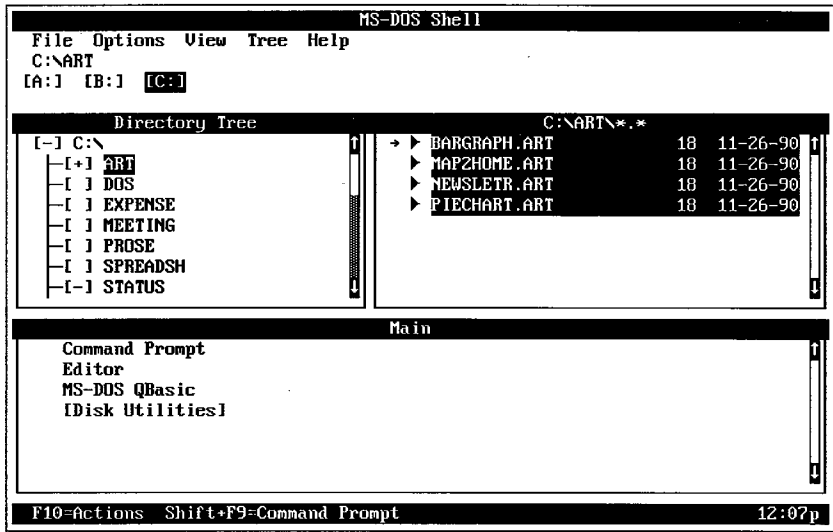 MS-DOS Shell
File Options View Tree Help
C:\ART
[A:] [B:] [C:]
Directory Tree
[-] C:\
[+] ART
[ ] DOS
[ ] EXPENSE
[ ] MEETING
[ ] PROSE
[ ] SPREADSH
[-] STATUS
C:\ART\*.*
BARGRAPH.ART 18 11-26-90
MAP2HOME.ART 18 11-26-90
NEWSLETR.ART 18 11-26-90
PIECHART.ART 18 11-26-90
Main
Command Prompt
Editor
MS-DOS QBasic
[Disk Utilities]
F10=Actions Shift+F9=Command Prompt 12:07p